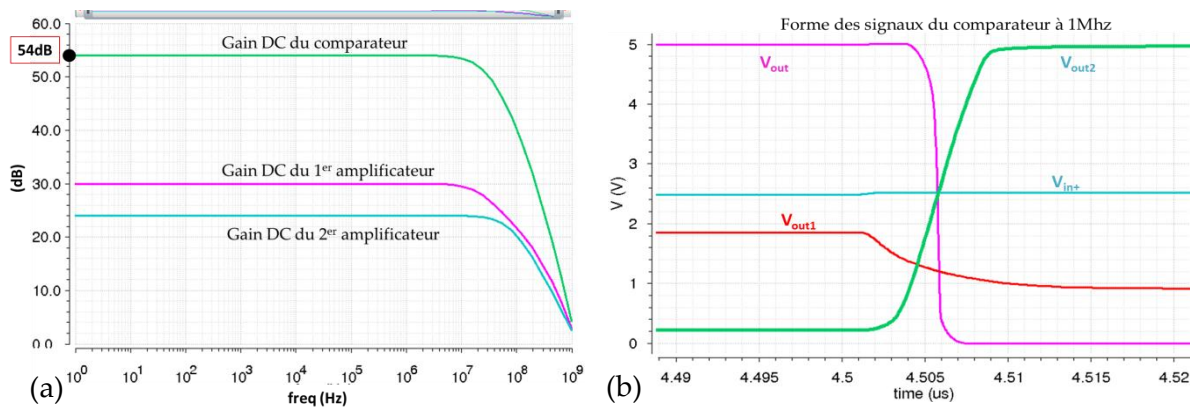 60.0
54dB
50.0
40.0
30.0
20.0
10.0
0.0
(dB)
Gain DC du comparateur
Gain DC du 1er amplificateur
Gain DC du 2er amplificateur
10^0 10^1 10^2 10^3 10^4 10^5 10^6 10^7 10^8 10^9
freq (Hz)
(a)
Forme des signaux du comparateur à 1Mhz
5
4
3
2
1
0
V (V)
Vout
Vout2
Vin+
Vout1
4.49 4.495 4.5 4.505 4.51 4.515 4.52
time (us)
(b)